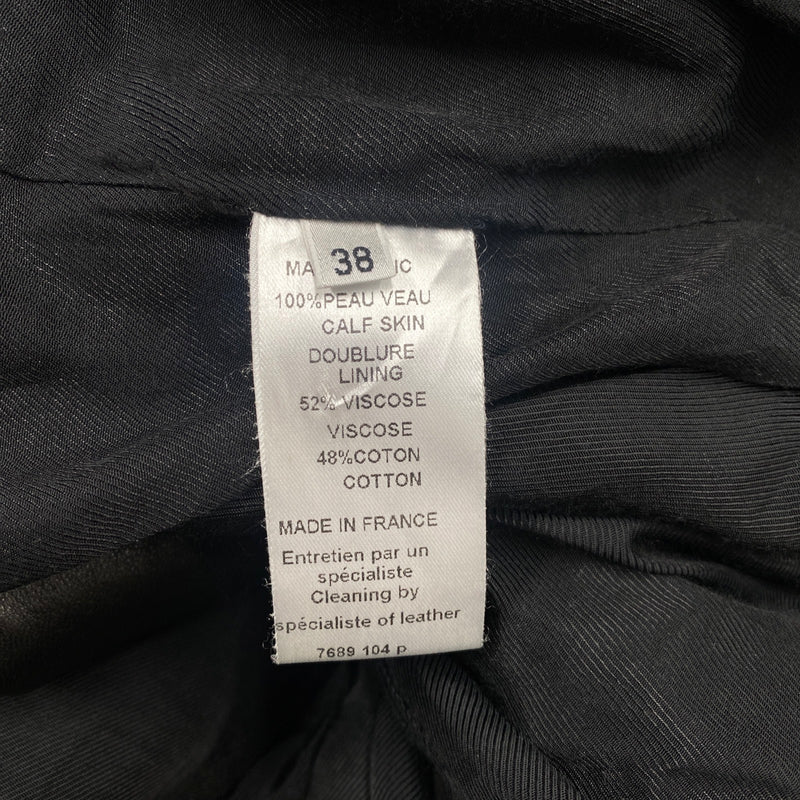 38
100%PEAU VEAU
CALF SKIN
DOUBLURE
LINING
52% VISCOSE
VISCOSE
48%COTON
COTTON
MADE IN FRANCE
Entretien par un
spécialiste
Cleaning by
spécialiste of leather
7689 104 p